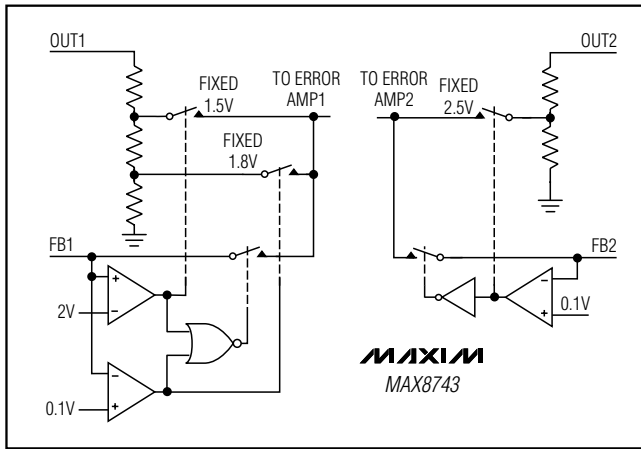 OUT1
OUT2
FIXED
1.5V
TO ERROR
AMP1
TO ERROR
AMP2
FIXED
2.5V
FIXED
1.8V
FB1
FB2
+
−
2V
−
+
0.1V
−
+
0.1V
MAXIM
MAX8743